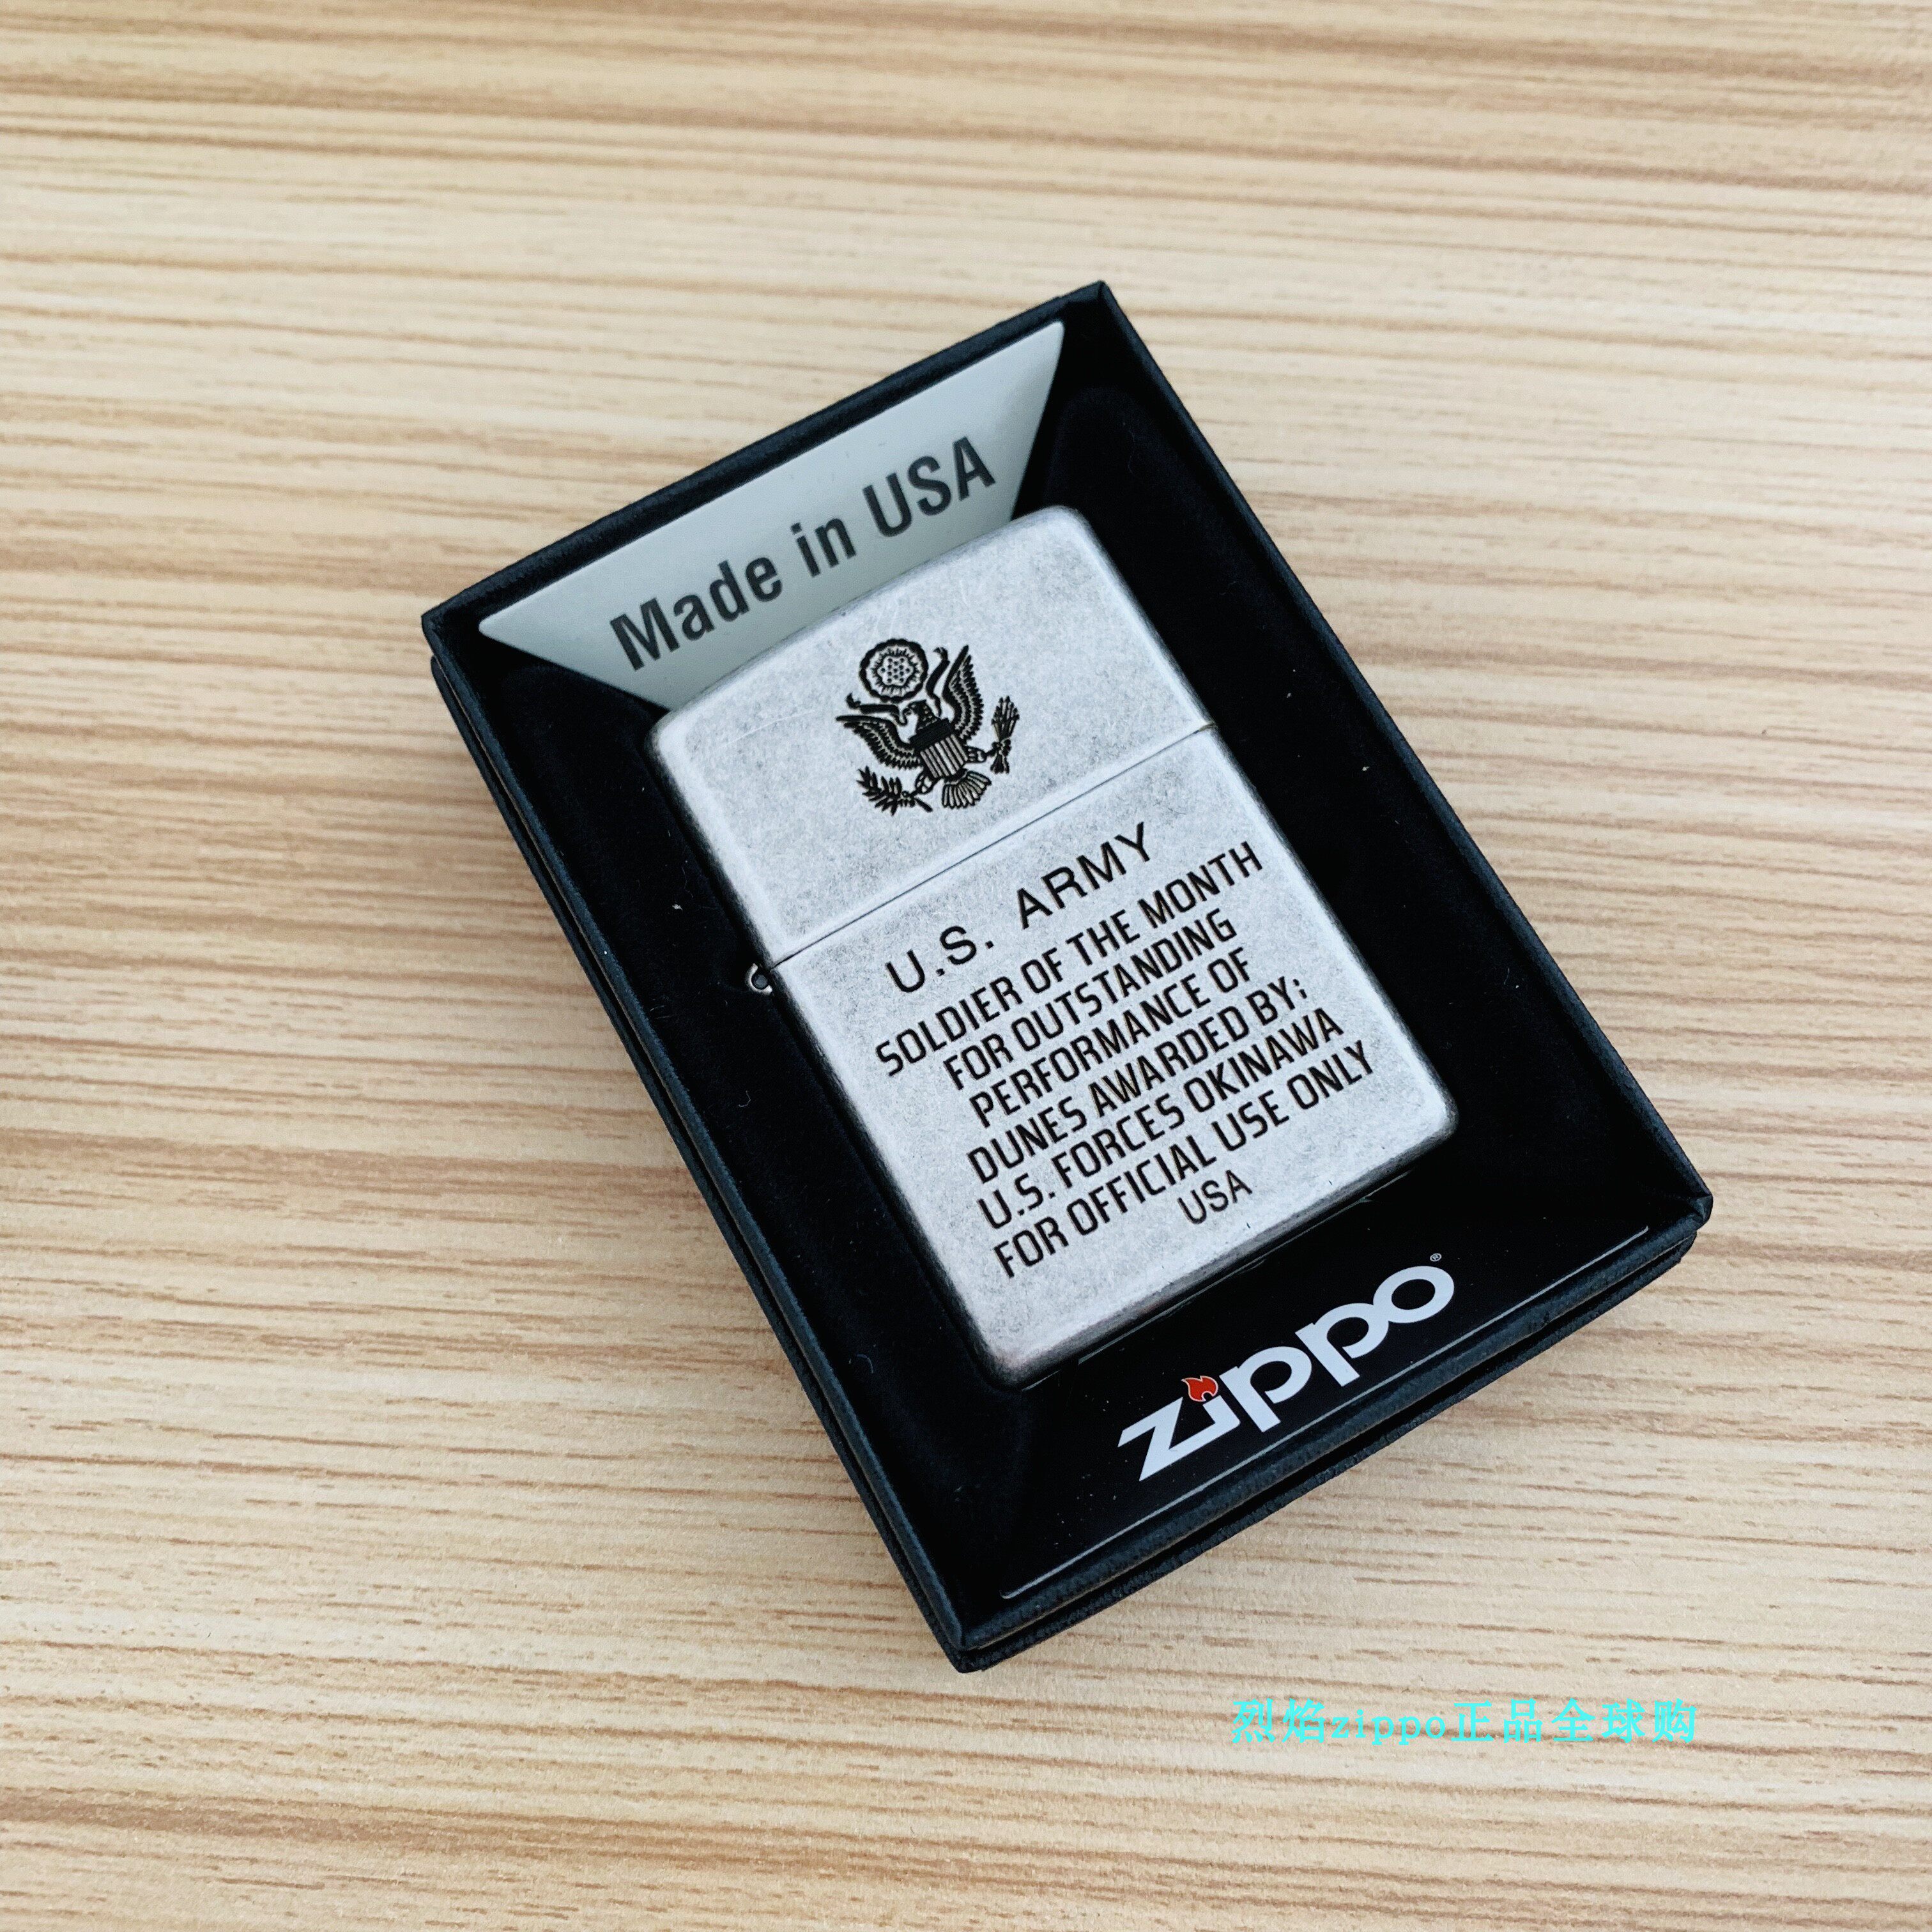 Made in USA
U.S. ARMY
SOLDIER OF THE MONTH
FOR OUTSTANDING
PERFORMANCE OF
DUNES AWARDED BY;
U.S. FORCES OKINAWA
FOR OFFICIAL USE ONLY
USA
zippo®
烈焰zippo正品全球购